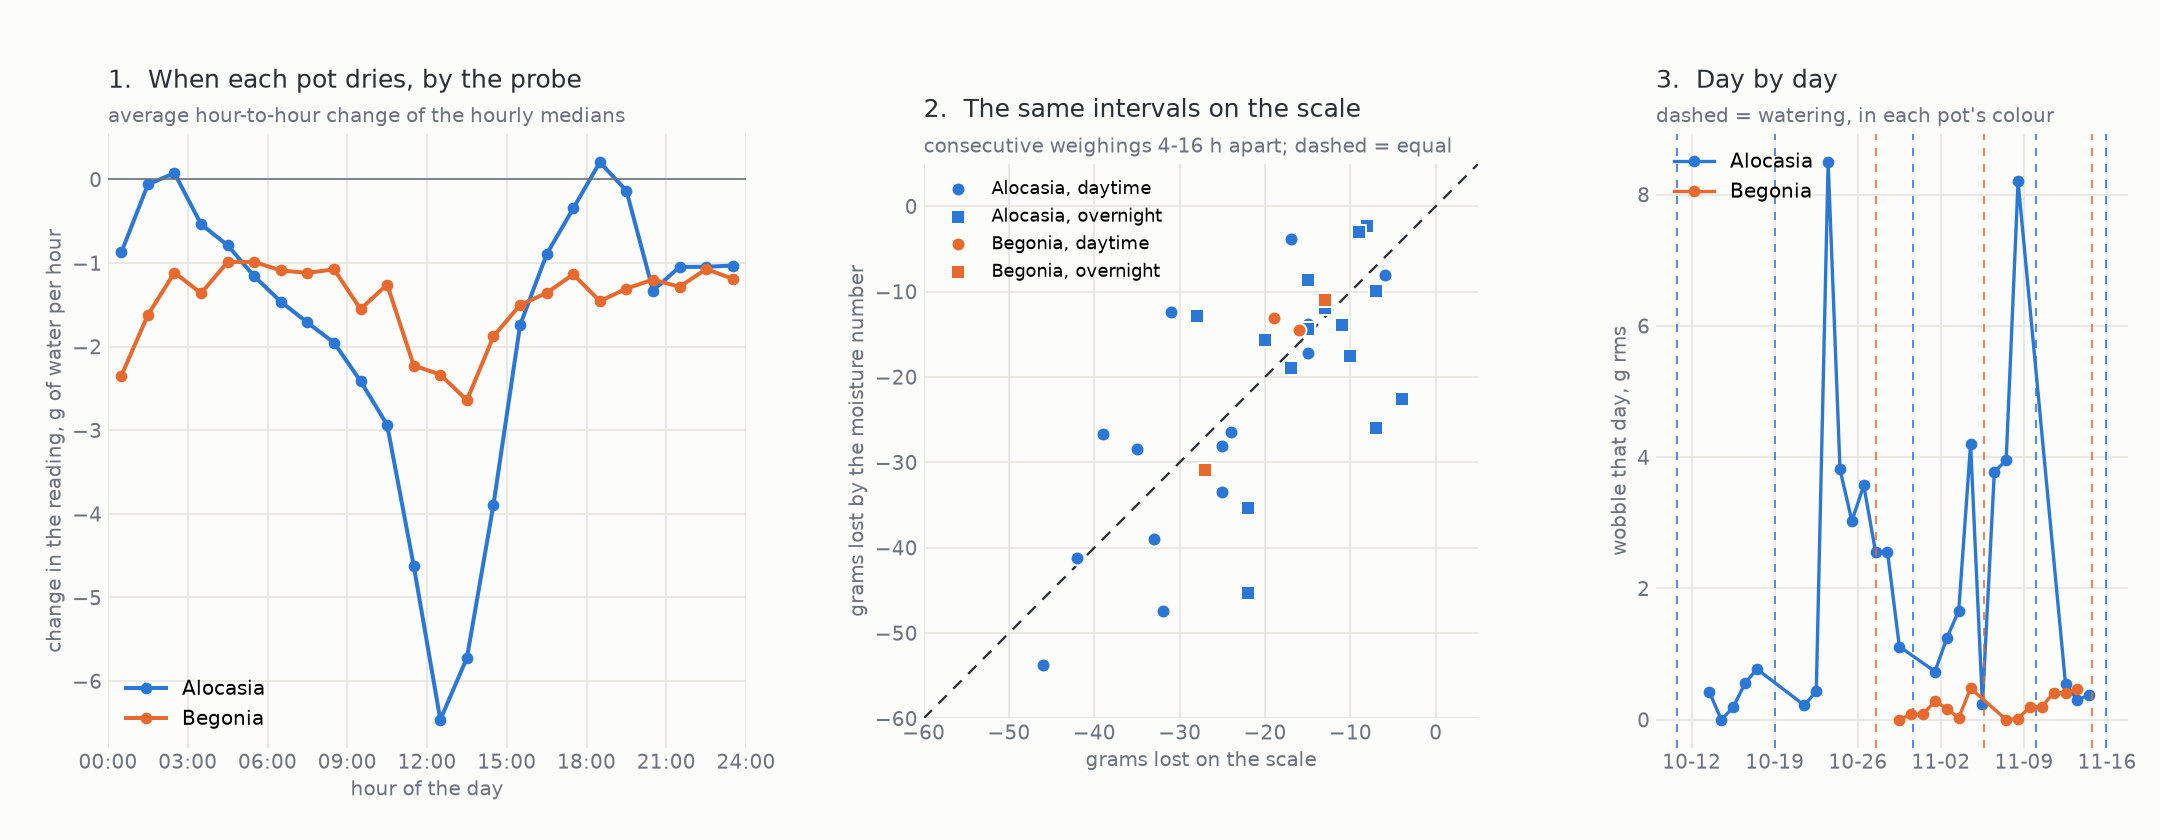 1.  When each pot dries, by the probe
average hour-to-hour change of the hourly medians
change in the reading, g of water per hour
0
−1
−2
−3
−4
−5
−6
Alocasia
Begonia
00:00 03:00 06:00 09:00 12:00 15:00 18:00 21:00 24:00
hour of the day
2.  The same intervals on the scale
consecutive weighings 4-16 h apart; dashed = equal
grams lost by the moisture number
0
−10
−20
−30
−40
−50
−60
Alocasia, daytime
Alocasia, overnight
Begonia, daytime
Begonia, overnight
−60 −50 −40 −30 −20 −10 0
grams lost on the scale
3.  Day by day
dashed = watering, in each pot's colour
wobble that day, g rms
8
6
4
2
0
Alocasia
Begonia
10-12 10-19 10-26 11-02 11-09 11-16